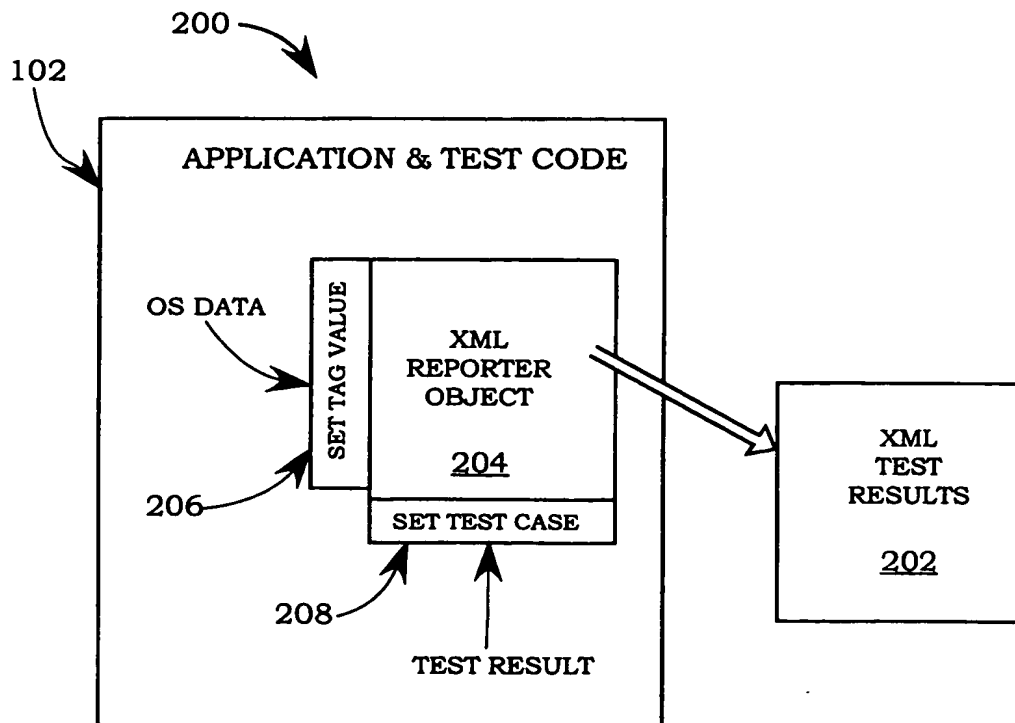 200
102
APPLICATION & TEST CODE
OS DATA
SET TAG VALUE
XML
REPORTER
OBJECT
204
XML
TEST
RESULTS
202
206
SET TEST CASE
208
TEST RESULT